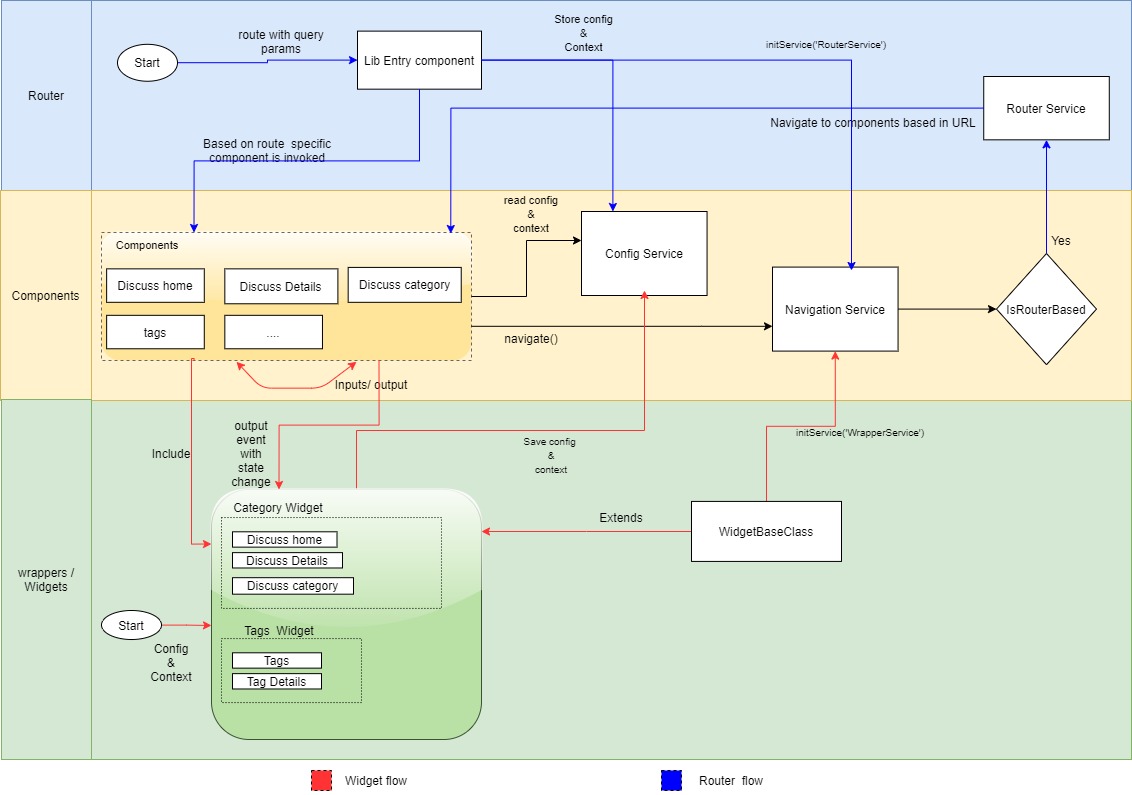 Router
Start
route with query
params
Lib Entry component
Store config
&
Context
initService('RouterService')
Router Service
Navigate to components based in URL
Based on route  specific
component is invoked
Components
Components
Discuss home
Discuss Details
Discuss category
tags
....
read config
&
context
Config Service
navigate()
Navigation Service
IsRouterBased
Yes
Inputs/ output
wrappers /
Widgets
Include
output
event
with
state
change
Save config
&
context
initService('WrapperService')
Category Widget
Discuss home
Discuss Details
Discuss category
Extends
WidgetBaseClass
Start
Config
&
Context
Tags  Widget
Tags
Tag Details
Widget flow
Router  flow